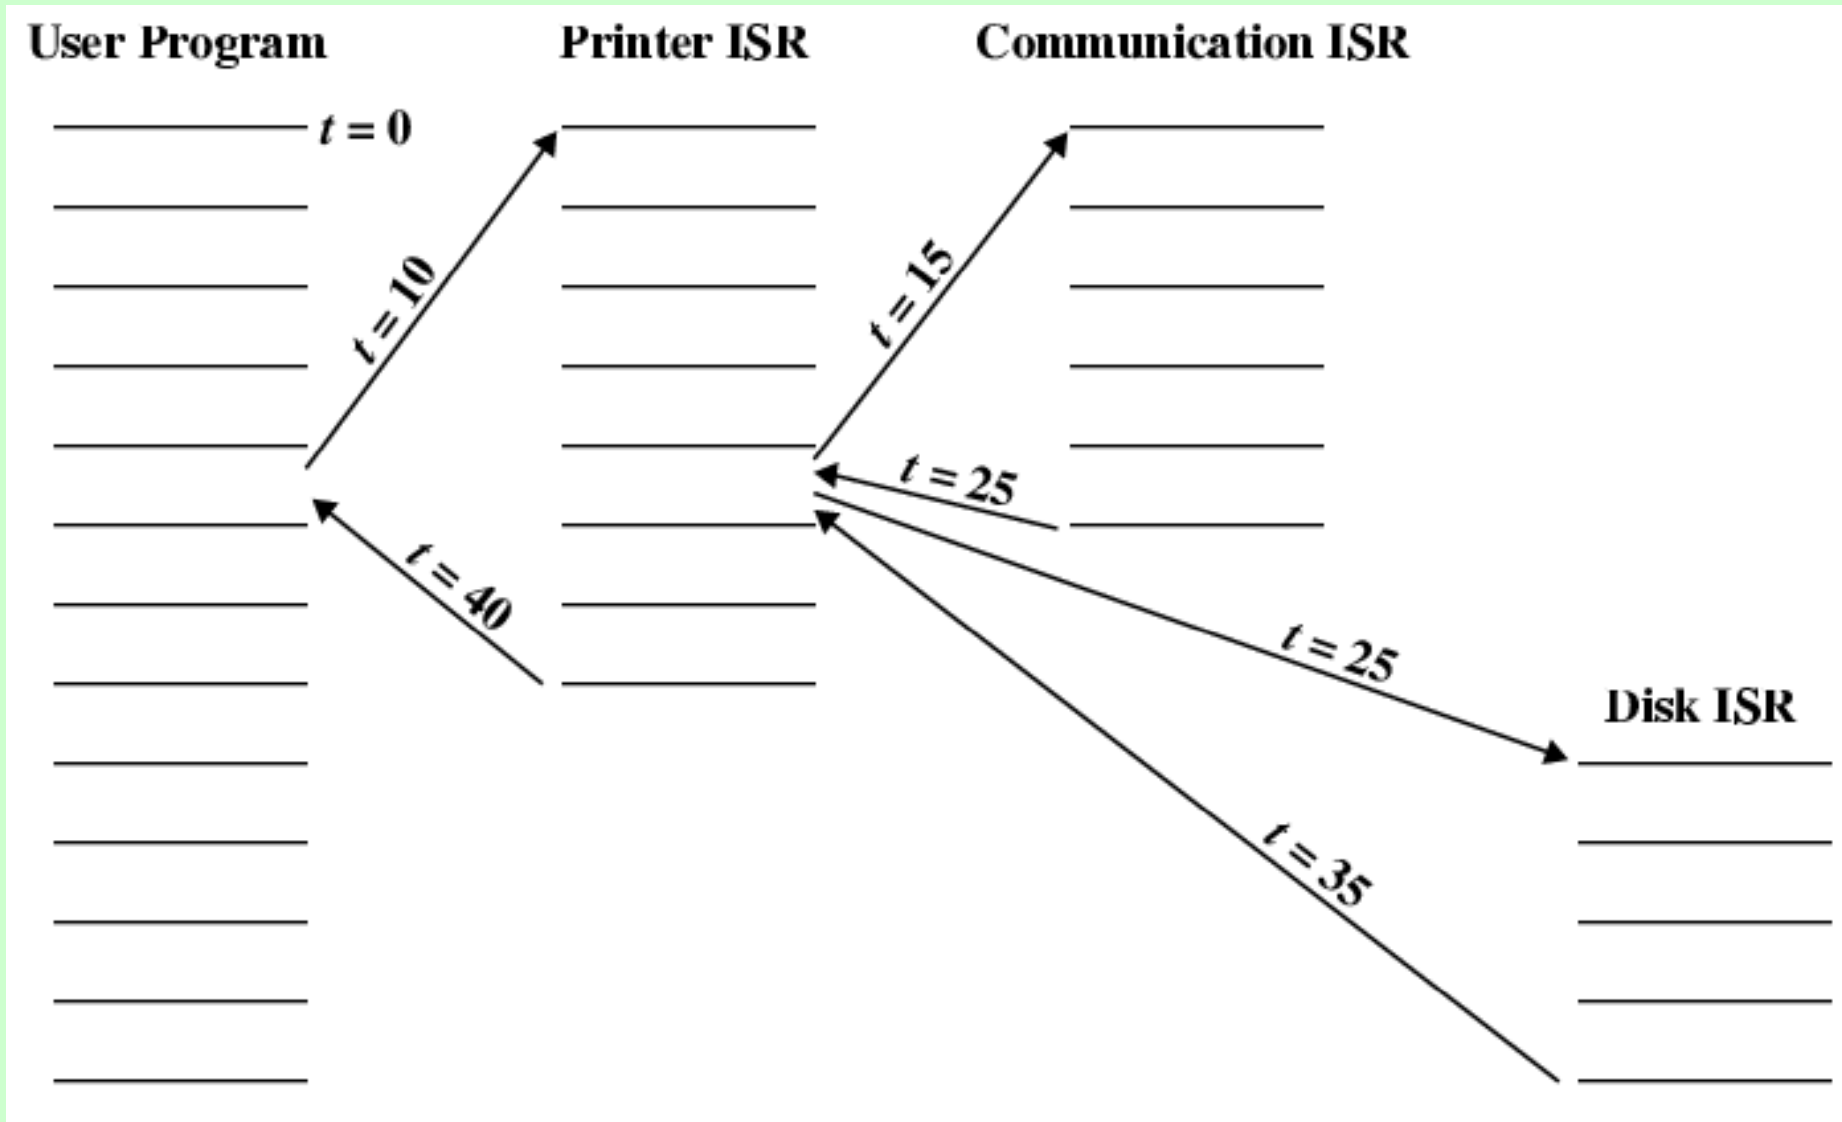 User Program
Printer ISR
Communication ISR
t = 0
t = 10
t = 15
t = 25
t = 40
t = 25
Disk ISR
t = 35